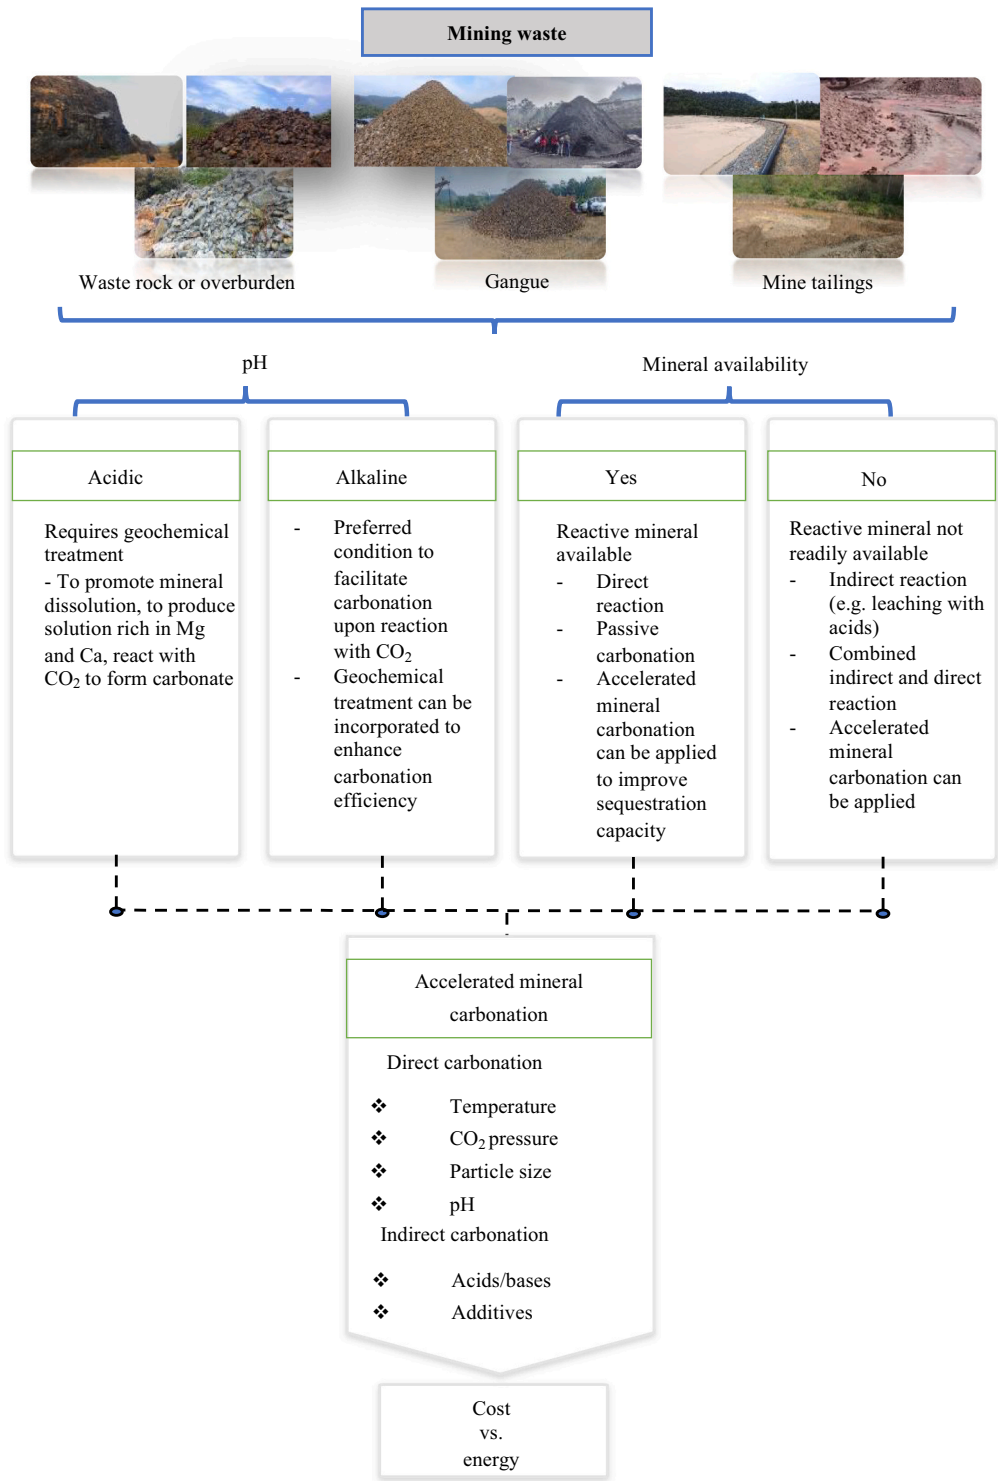 Mining waste
Waste rock or overburden
Gangue
Mine tailings
pH
Mineral availability
Acidic
Requires geochemical
treatment
- To promote mineral
dissolution, to produce
solution rich in Mg
and Ca, react with
CO₂ to form carbonate
Alkaline
- Preferred
condition to
facilitate
carbonation
upon reaction
with CO₂
- Geochemical
treatment can be
incorporated to
enhance
carbonation
efficiency
Yes
Reactive mineral
available
- Direct
reaction
- Passive
carbonation
- Accelerated
mineral
carbonation
can be applied
to improve
sequestration
capacity
No
Reactive mineral not
readily available
- Indirect reaction
(e.g. leaching with
acids)
- Combined
indirect and direct
reaction
- Accelerated
mineral
carbonation can
be applied
Accelerated mineral
carbonation
Direct carbonation
❖ Temperature
❖ CO₂ pressure
❖ Particle size
❖ pH
Indirect carbonation
❖ Acids/bases
❖ Additives
Cost
vs.
energy